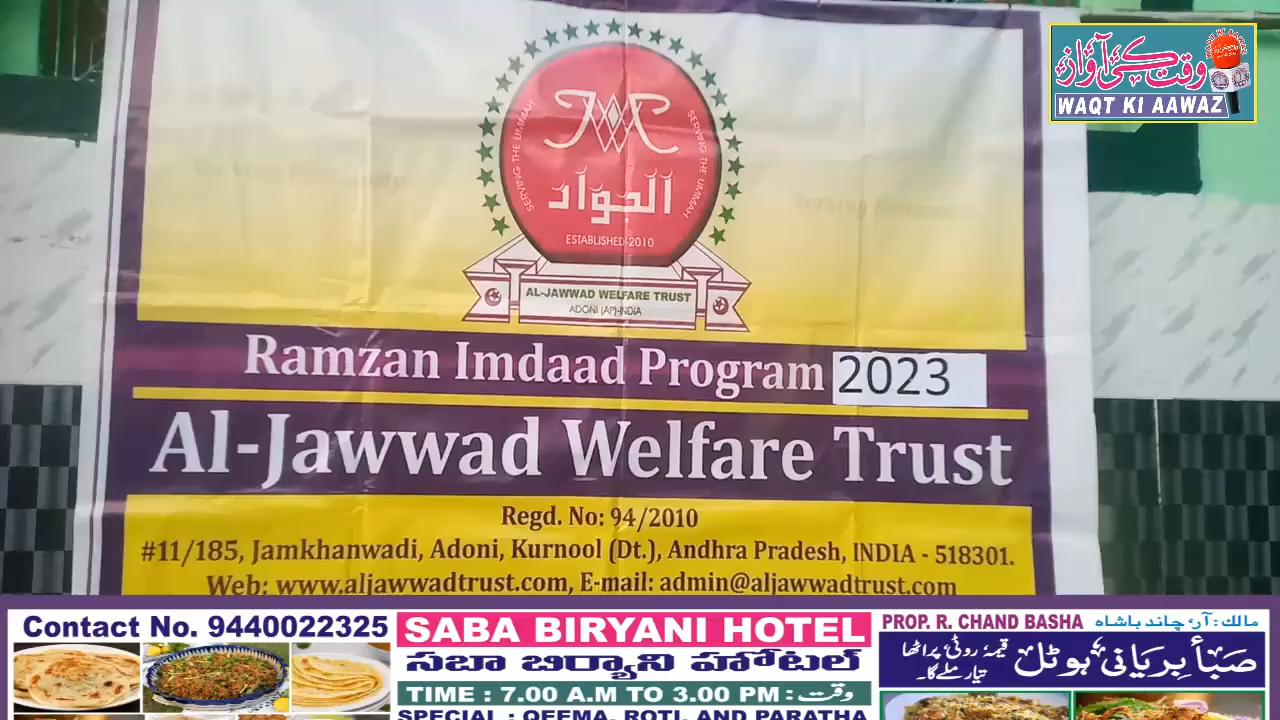 وقت کی آواز
WAQT KI AAWAZ
SERVING THE UMMAH
SERVING THE UMMAH
الجواد
ESTABLISHED-2010
AL-JAWWAD WELFARE TRUST
ADONI (AP)-INDIA
Ramzan Imdaad Program 2023
Al-Jawwad Welfare Trust
Regd. No: 94/2010
#11/185, Jamkhanwadi, Adoni, Kurnool (Dt.), Andhra Pradesh, INDIA - 518301.
Web: www.aljawwadtrust.com, E-mail: admin@aljawwadtrust.com
Contact No. 9440022325
SABA BIRYANI HOTEL
సబా బిర్యాని హోటల్
TIME : 7.00 A.M TO 3.00 PM : وقت
SPECIAL : QEEMA, ROTI, AND PARATHA
PROP. R. CHAND BASHA مالک : آر۔ چاند باشاہ
صبأ بریانی ہوٹل
قیمہ روٹی پراٹھا
تیار ملے گا۔